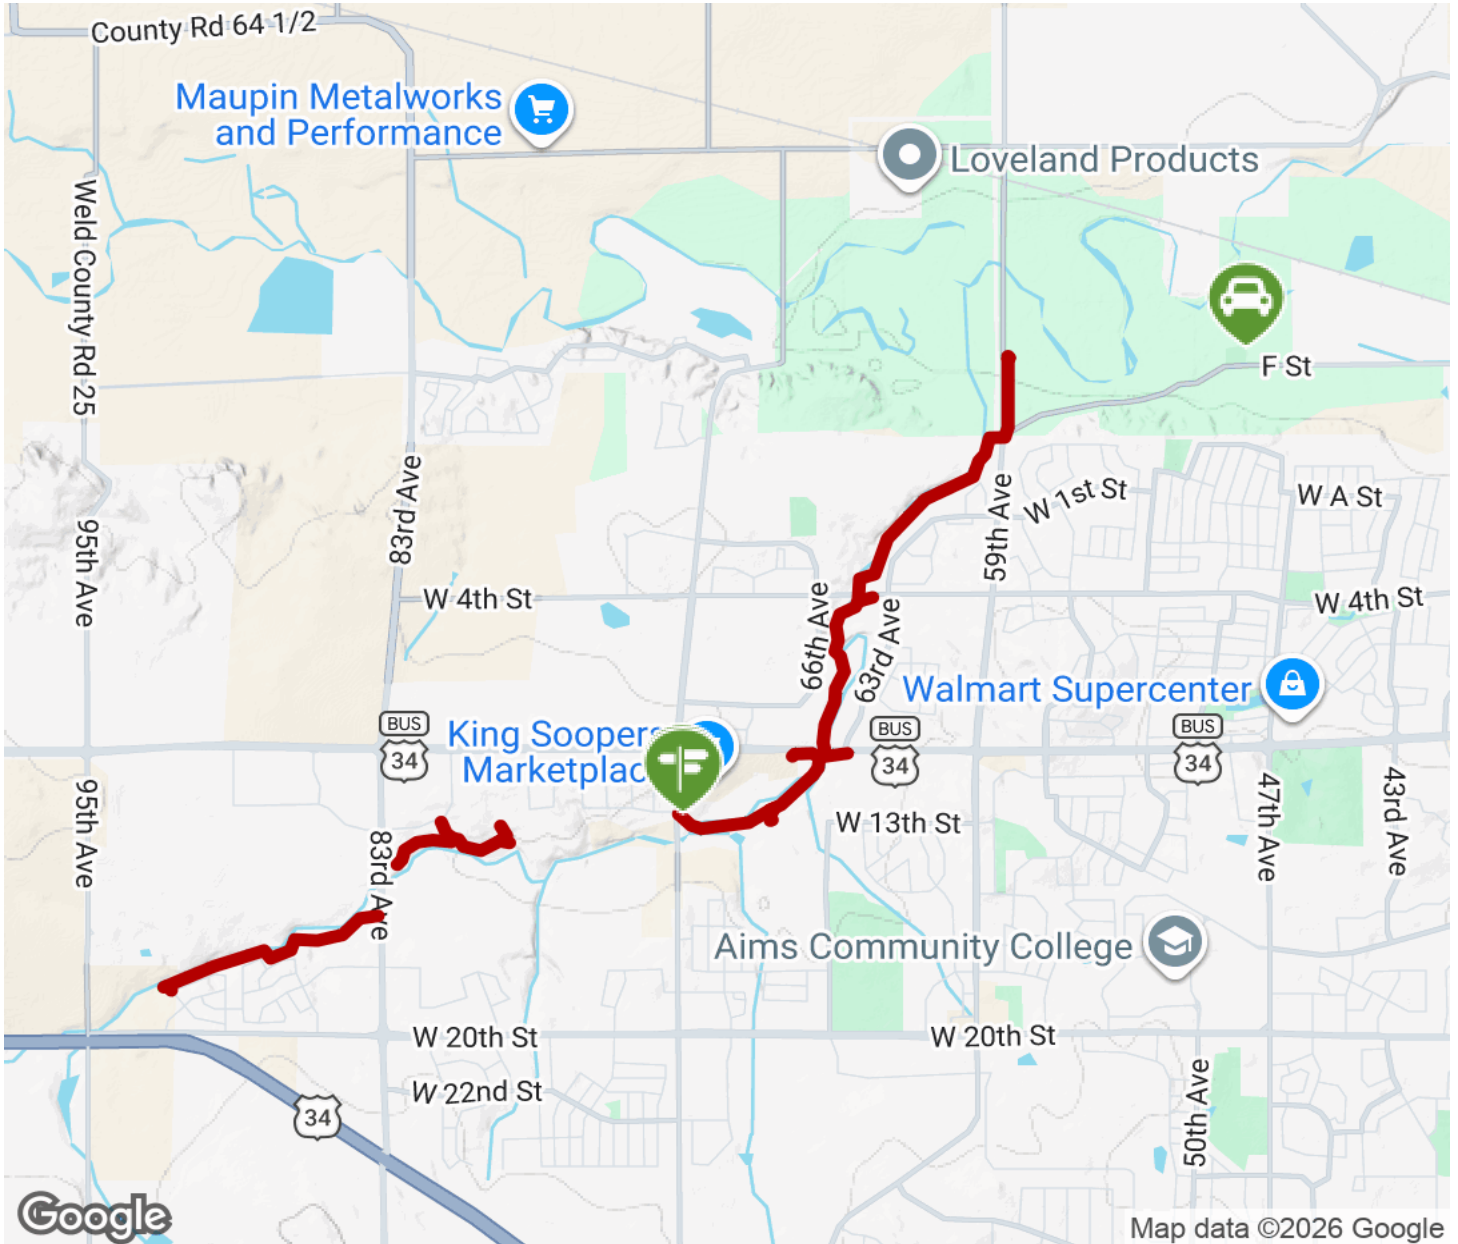 County Rd 64 1/2
Maupin Metalworks
and Performance
Loveland Products
Weld County Rd 25
F St
83rd Ave
W A St
W 1st St
59th Ave
95th Ave
W 4th St
W 4th St
66th Ave
63rd Ave
Walmart Supercenter
BUS
34
BUS
34
BUS
34
King Soopers
Marketplac
47th Ave
43rd Ave
95th Ave
W 13th St
83rd Ave
Aims Community College
W 20th St
W 20th St
W 22nd St
50th Ave
34
Google
Map data ©2026 Google